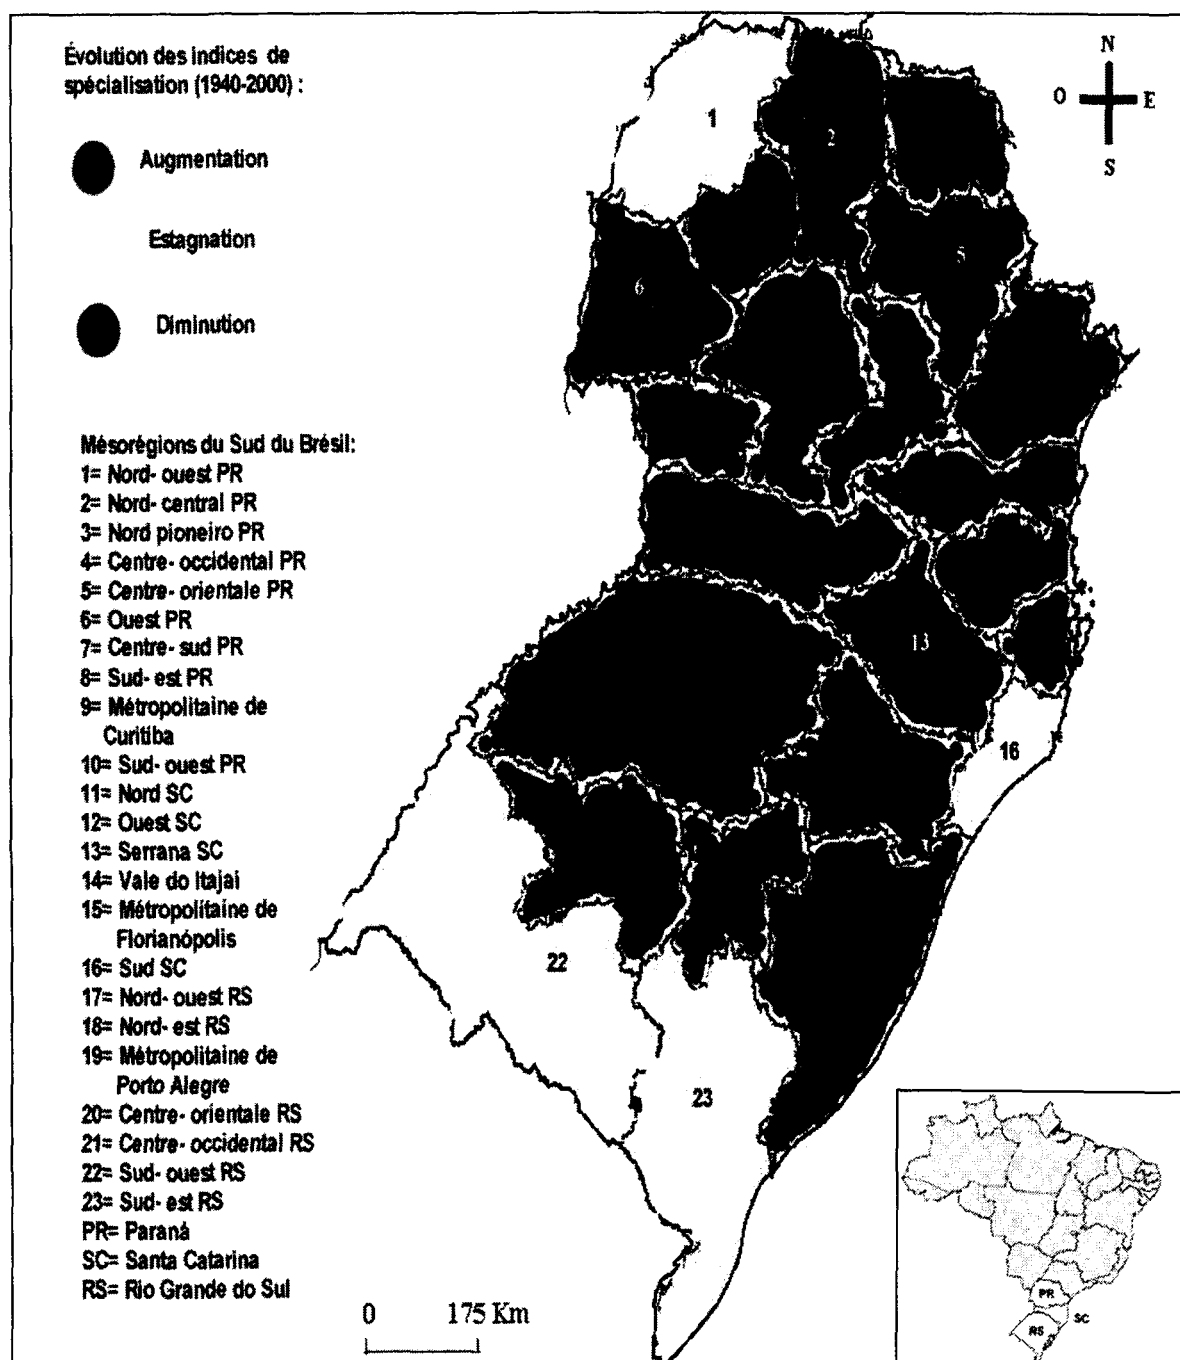 Évolution des indices de
spécialisation (1940-2000) :
Augmentation
Estagnation
Diminution
Mésorégions du Sud du Brésil:
1= Nord- ouest PR
2= Nord- central PR
3= Nord pioneiro PR
4= Centre- occidental PR
5= Centre- orientale PR
6= Ouest PR
7= Centre- sud PR
8= Sud- est PR
9= Métropolitaine de
Curitiba
10= Sud- ouest PR
11= Nord SC
12= Ouest SC
13= Serrana SC
14= Vale do Itajai
15= Métropolitaine de
Florianópolis
16= Sud SC
17= Nord- ouest RS
18= Nord- est RS
19= Métropolitaine de
Porto Alegre
20= Centre- orientale RS
21= Centre- occidental RS
22= Sud- ouest RS
23= Sud- est RS
PR= Paraná
SC= Santa Catarina
RS= Rio Grande do Sul
0 175 Km
N
O E
S
1
2
5
6
13
16
22
23
PR
SC
RS